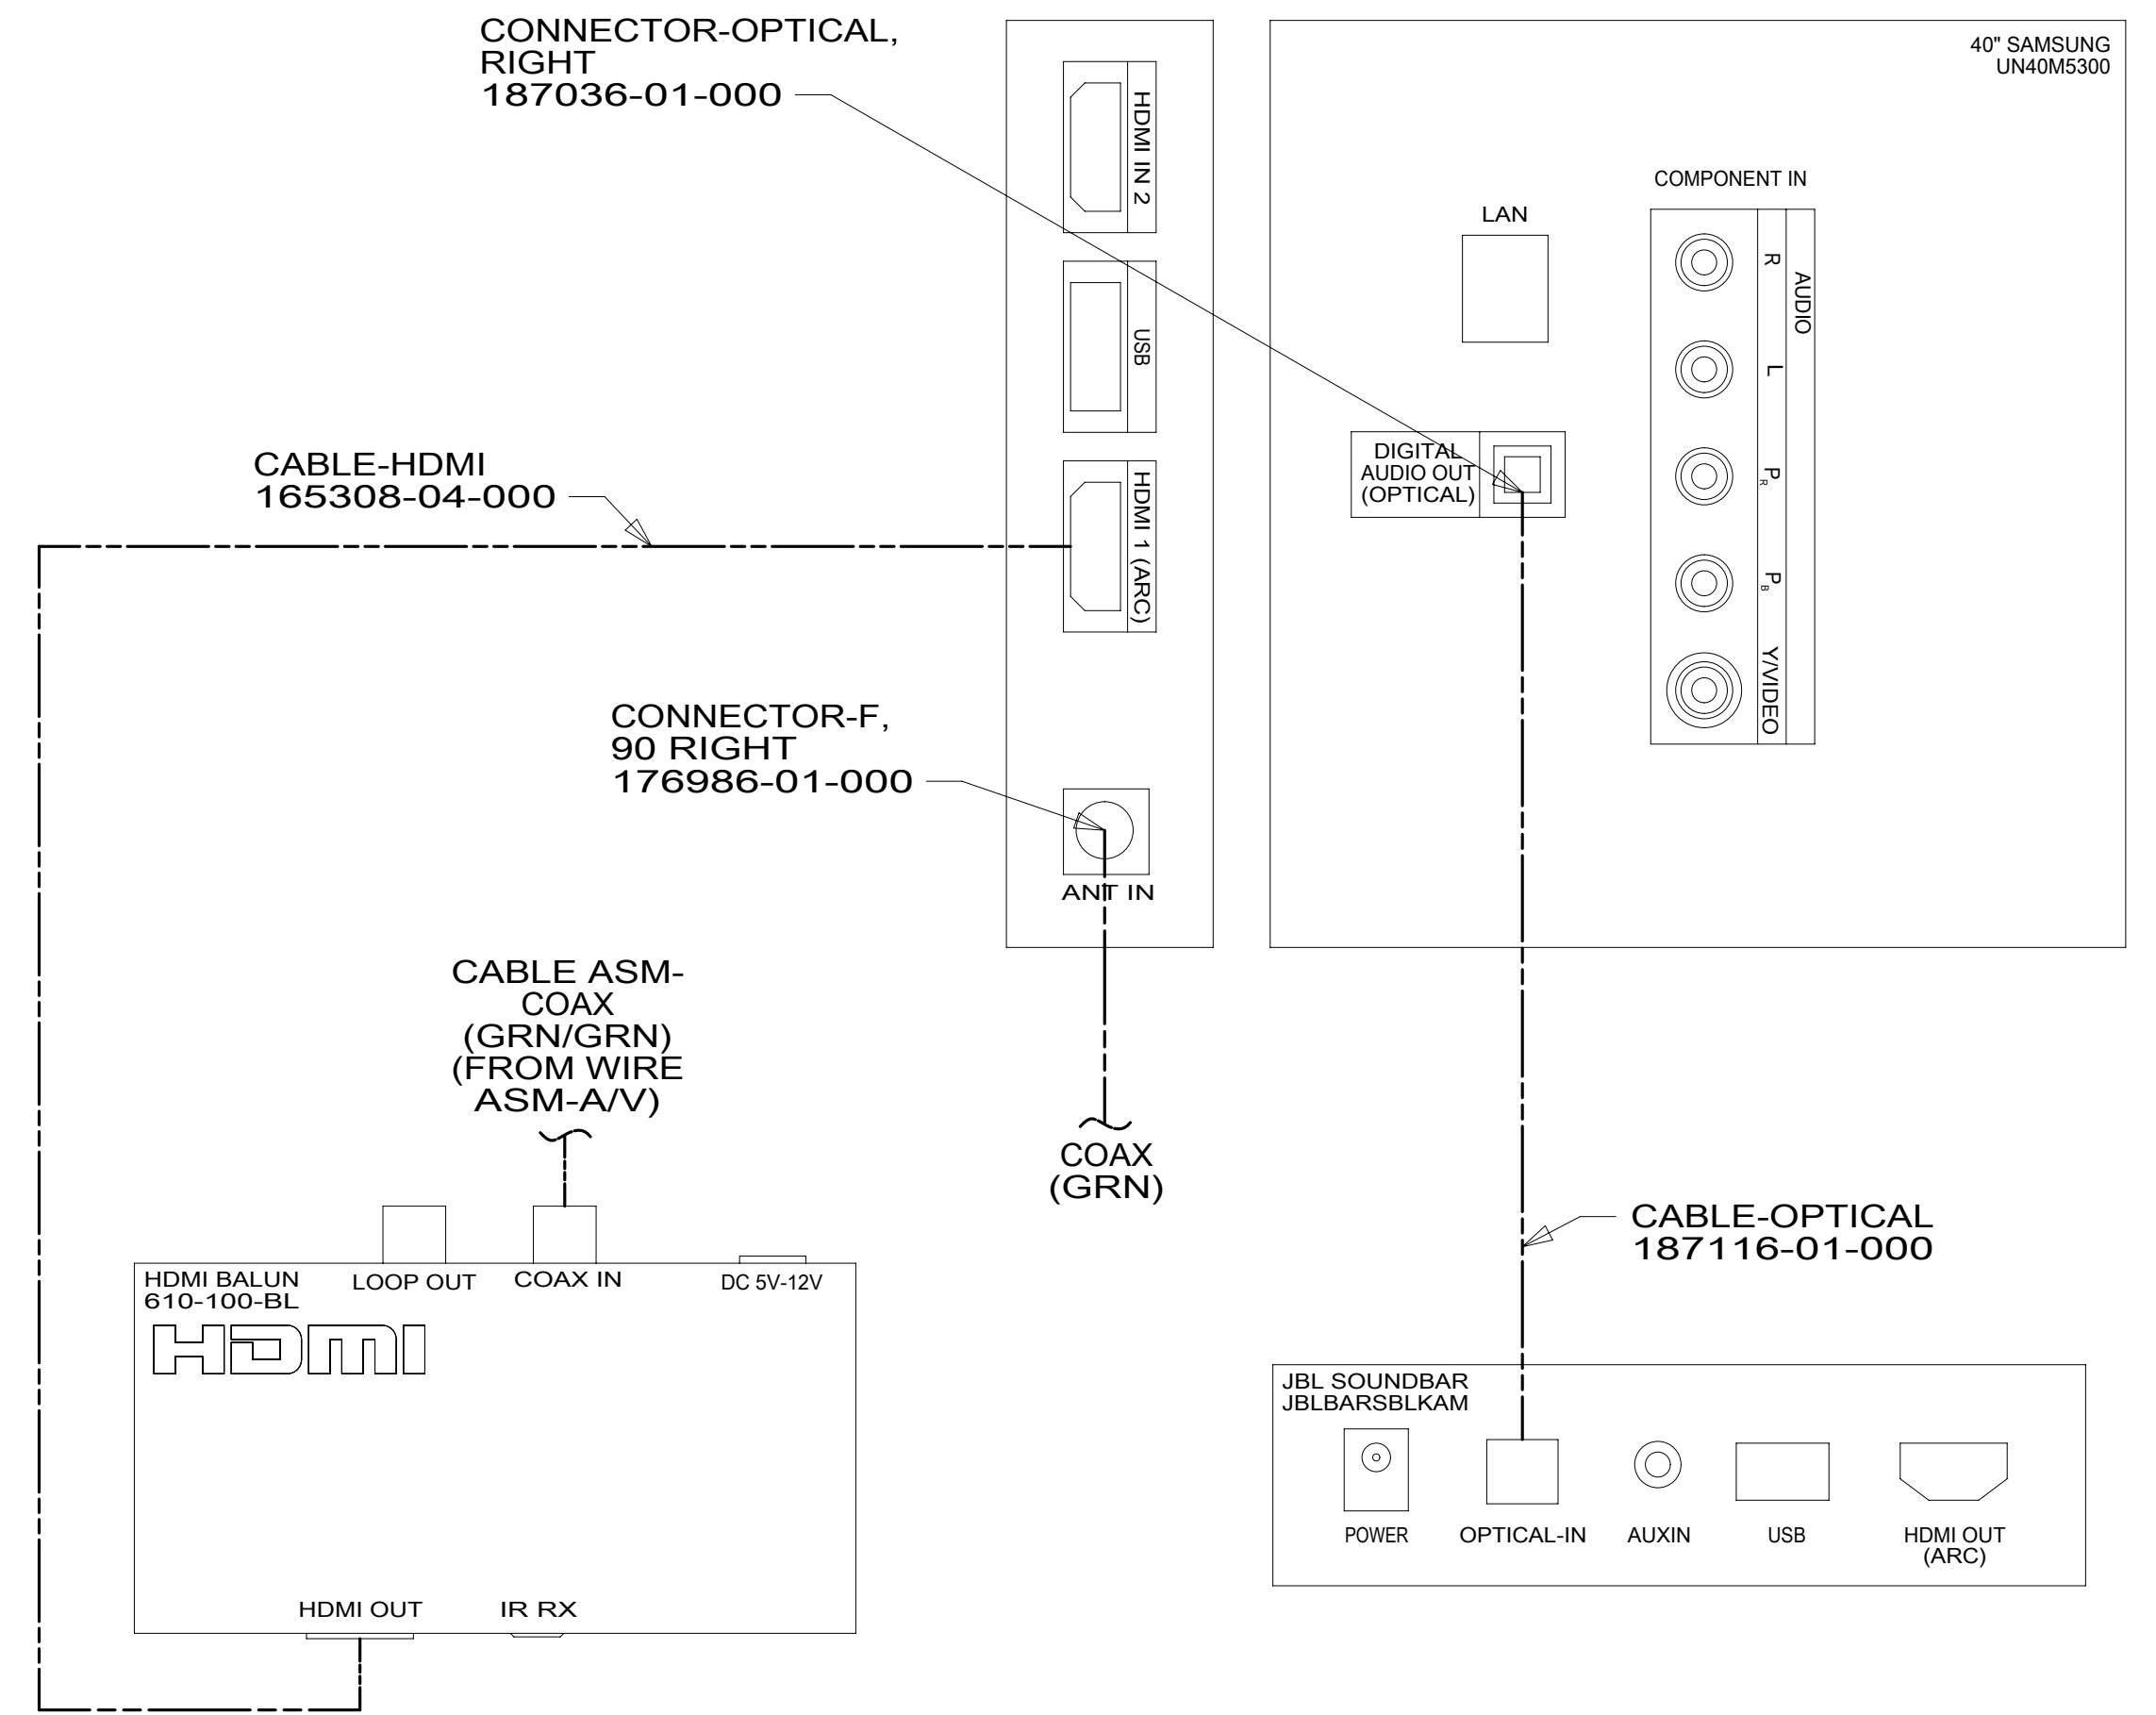 CONNECTOR-OPTICAL,
RIGHT
187036-01-000
HDMI IN 2
USB
HDMI 1 (ARC)
ANT IN
40" SAMSUNG
UN40M5300
COMPONENT IN
LAN
R
L
PR
PB
Y/VIDEO
AUDIO
DIGITAL
AUDIO OUT
(OPTICAL)
CABLE-HDMI
165308-04-000
CONNECTOR-F,
90 RIGHT
176986-01-000
CABLE ASM-
COAX
(GRN/GRN)
(FROM WIRE
ASM-A/V)
COAX
(GRN)
CABLE-OPTICAL
187116-01-000
HDMI BALUN
610-100-BL
LOOP OUT
COAX IN
DC 5V-12V
HDMI
HDMI OUT
IR RX
JBL SOUNDBAR
JBLBARSBLKAM
POWER
OPTICAL-IN
AUXIN
USB
HDMI OUT
(ARC)